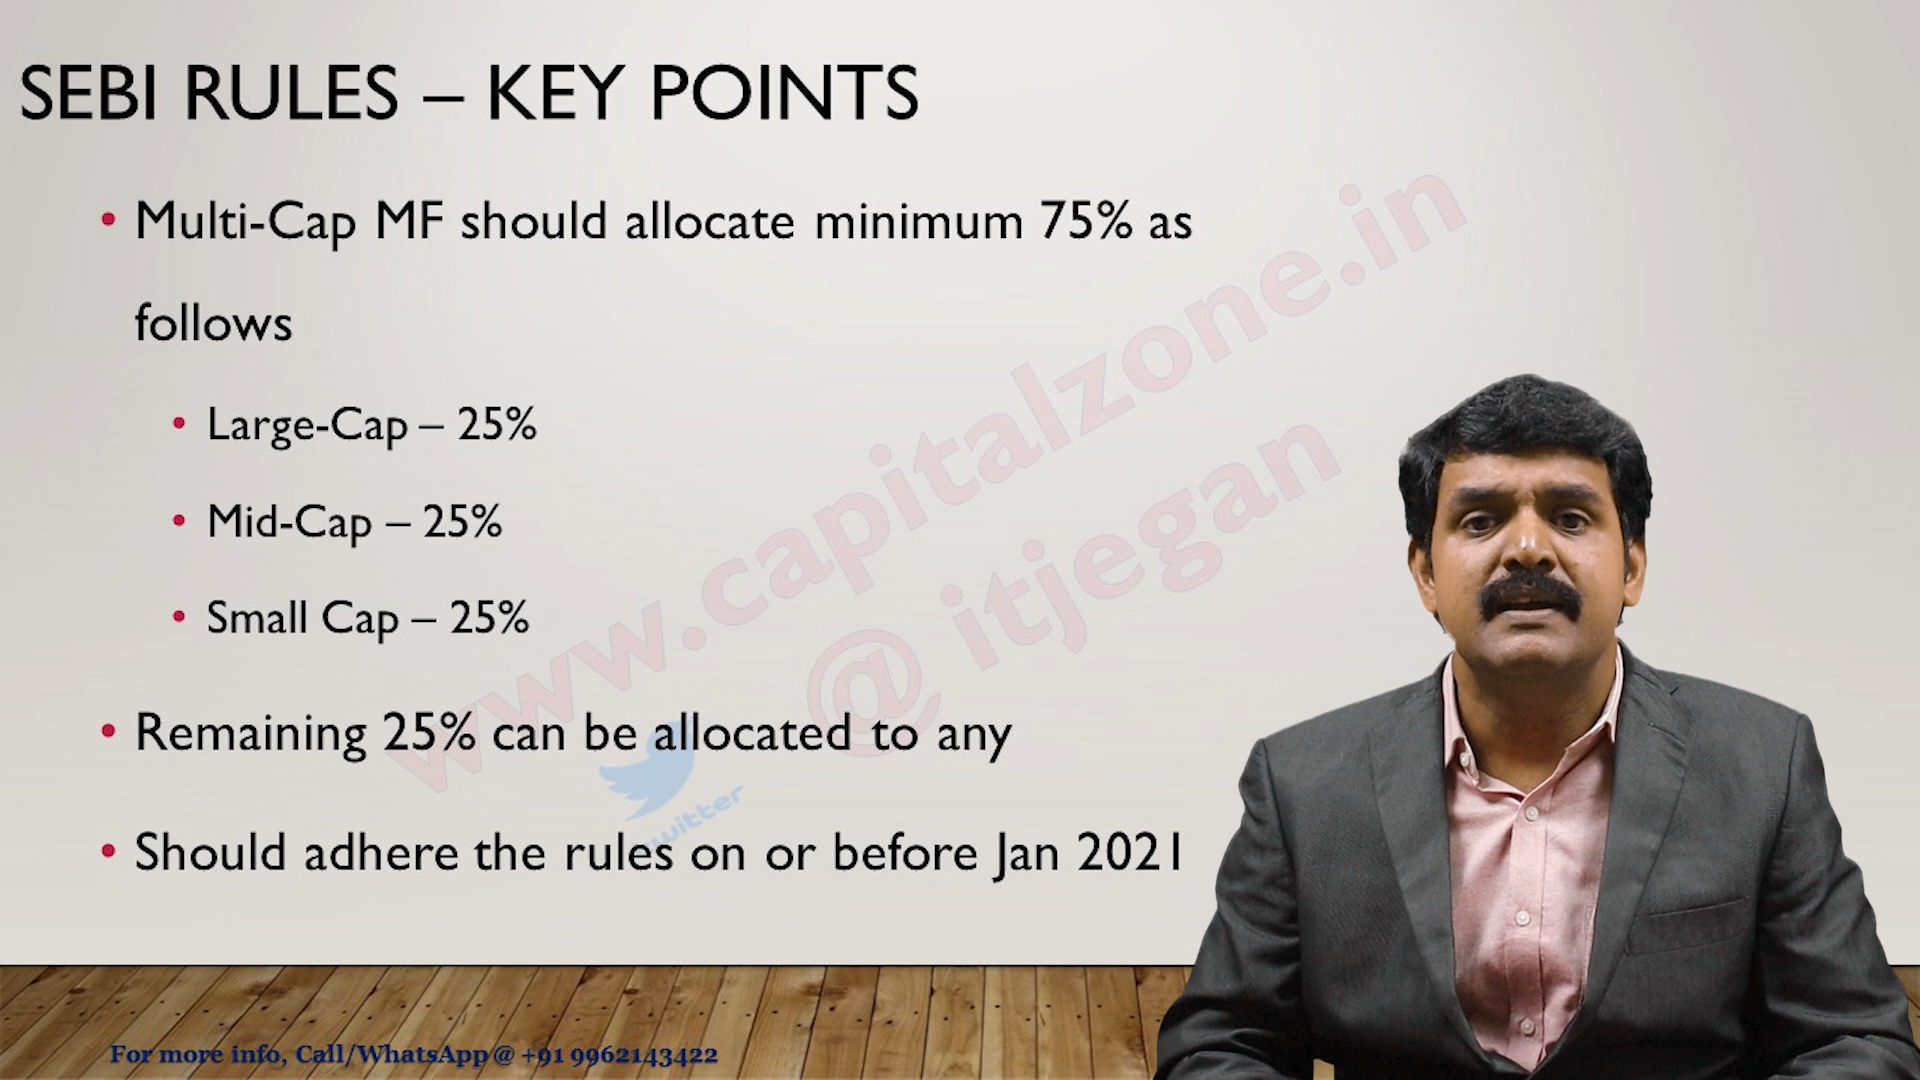 SEBI RULES – KEY POINTS
• Multi-Cap MF should allocate minimum 75% as
follows
• Large-Cap – 25%
• Mid-Cap – 25%
• Small Cap – 25%
• Remaining 25% can be allocated to any
• Should adhere the rules on or before Jan 2021
www.capitalzone.in
@ itjegan
twitter
For more info, Call/WhatsApp @ +91 9962143422